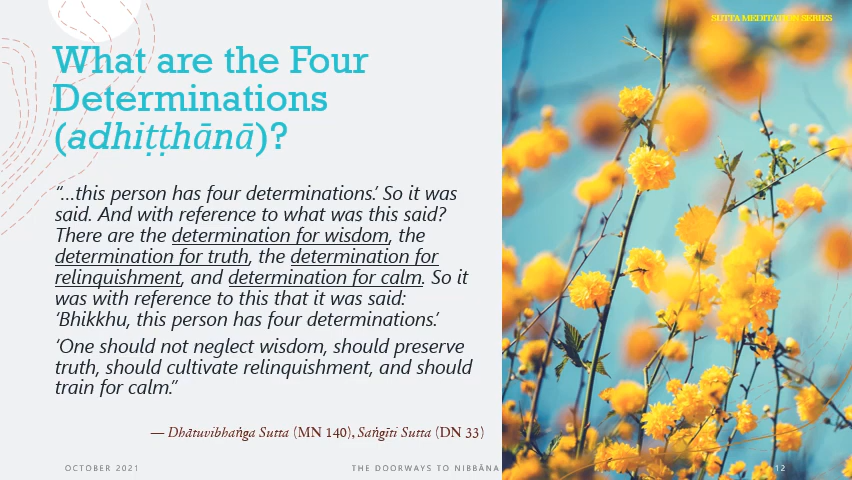 SUTTA MEDITATION SERIES
What are the Four
Determinations
(adhiṭṭhānā)?
“…this person has four determinations.’ So it was
said. And with reference to what was this said?
There are the determination for wisdom, the
determination for truth, the determination for
relinquishment, and determination for calm. So it
was with reference to this that it was said:
‘Bhikkhu, this person has four determinations.’
‘One should not neglect wisdom, should preserve
truth, should cultivate relinquishment, and should
train for calm.”
— Dhātuvibhaṅga Sutta (MN 140), Saṅgīti Sutta (DN 33)
OCTOBER 2021
THE DOORWAYS TO NIBBĀNA
12